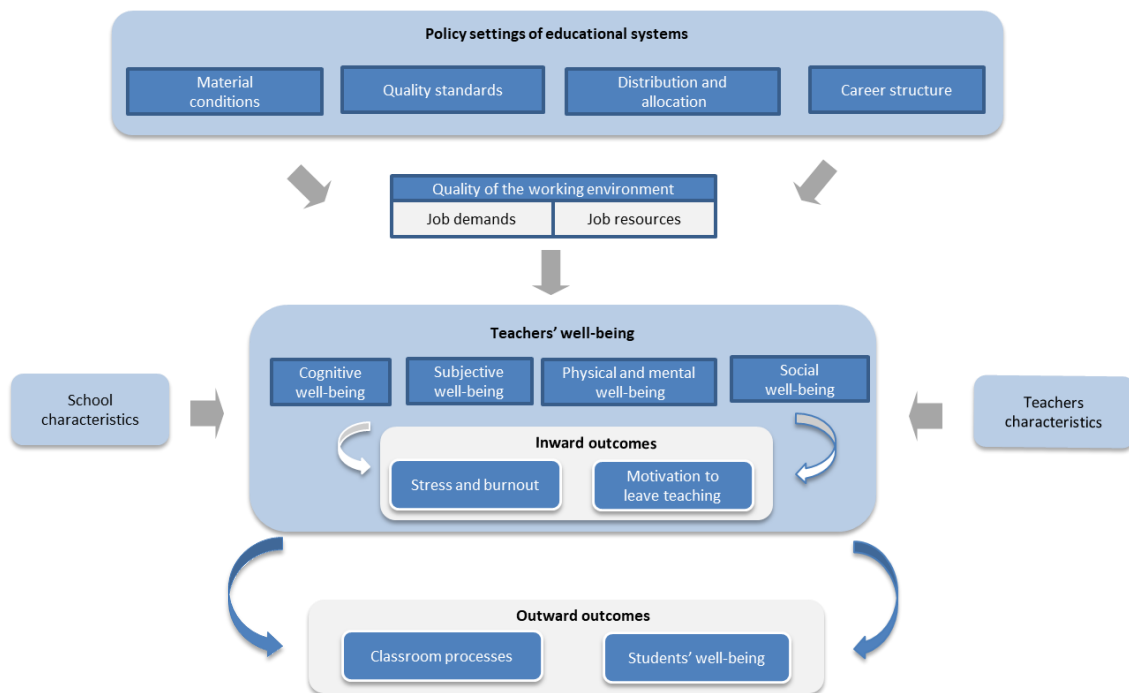 Policy settings of educational systems
Material
conditions
Quality standards
Distribution and
allocation
Career structure
Quality of the working environment
Job demands
Job resources
Teachers’ well-being
Cognitive
well-being
Subjective
well-being
Physical and mental
well-being
Social
well-being
School
characteristics
Teachers
characteristics
Inward outcomes
Stress and burnout
Motivation to
leave teaching
Outward outcomes
Classroom processes
Students’ well-being